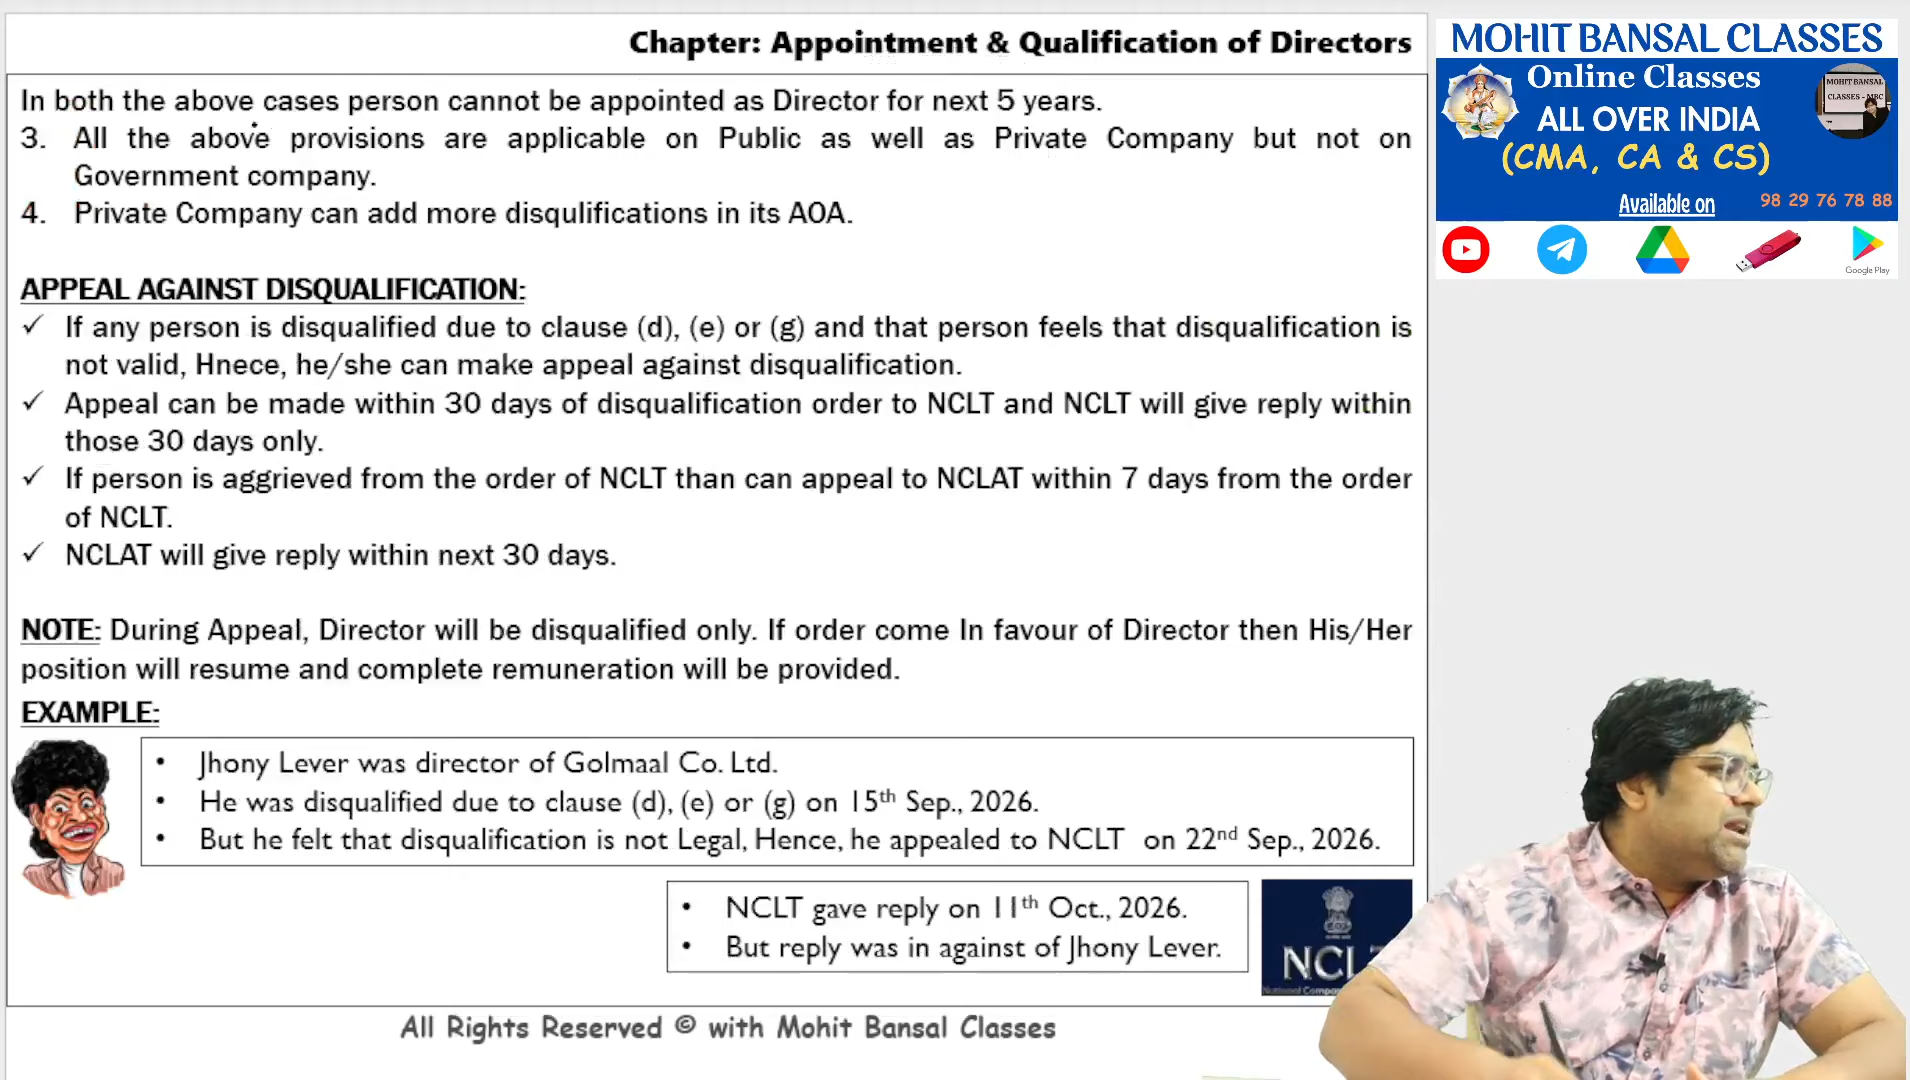 Chapter: Appointment & Qualification of Directors
In both the above cases person cannot be appointed as Director for next 5 years.
3. All the above provisions are applicable on Public as well as Private Company but not on
Government company.
4. Private Company can add more disqulifications in its AOA.
APPEAL AGAINST DISQUALIFICATION:
✓ If any person is disqualified due to clause (d), (e) or (g) and that person feels that disqualification is
not valid, Hnece, he/she can make appeal against disqualification.
✓ Appeal can be made within 30 days of disqualification order to NCLT and NCLT will give reply within
those 30 days only.
✓ If person is aggrieved from the order of NCLT than can appeal to NCLAT within 7 days from the order
of NCLT.
✓ NCLAT will give reply within next 30 days.
NOTE: During Appeal, Director will be disqualified only. If order come In favour of Director then His/Her
position will resume and complete remuneration will be provided.
EXAMPLE:
• Jhony Lever was director of Golmaal Co. Ltd.
• He was disqualified due to clause (d), (e) or (g) on 15th Sep., 2026.
• But he felt that disqualification is not Legal, Hence, he appealed to NCLT on 22nd Sep., 2026.
• NCLT gave reply on 11th Oct., 2026.
• But reply was in against of Jhony Lever.
NCL
All Rights Reserved © with Mohit Bansal Classes
MOHIT BANSAL CLASSES
Online Classes
ALL OVER INDIA
(CMA, CA & CS)
Available on
98 29 76 78 88
MOHIT BANSAL
CLASSES - MBC
Google Play